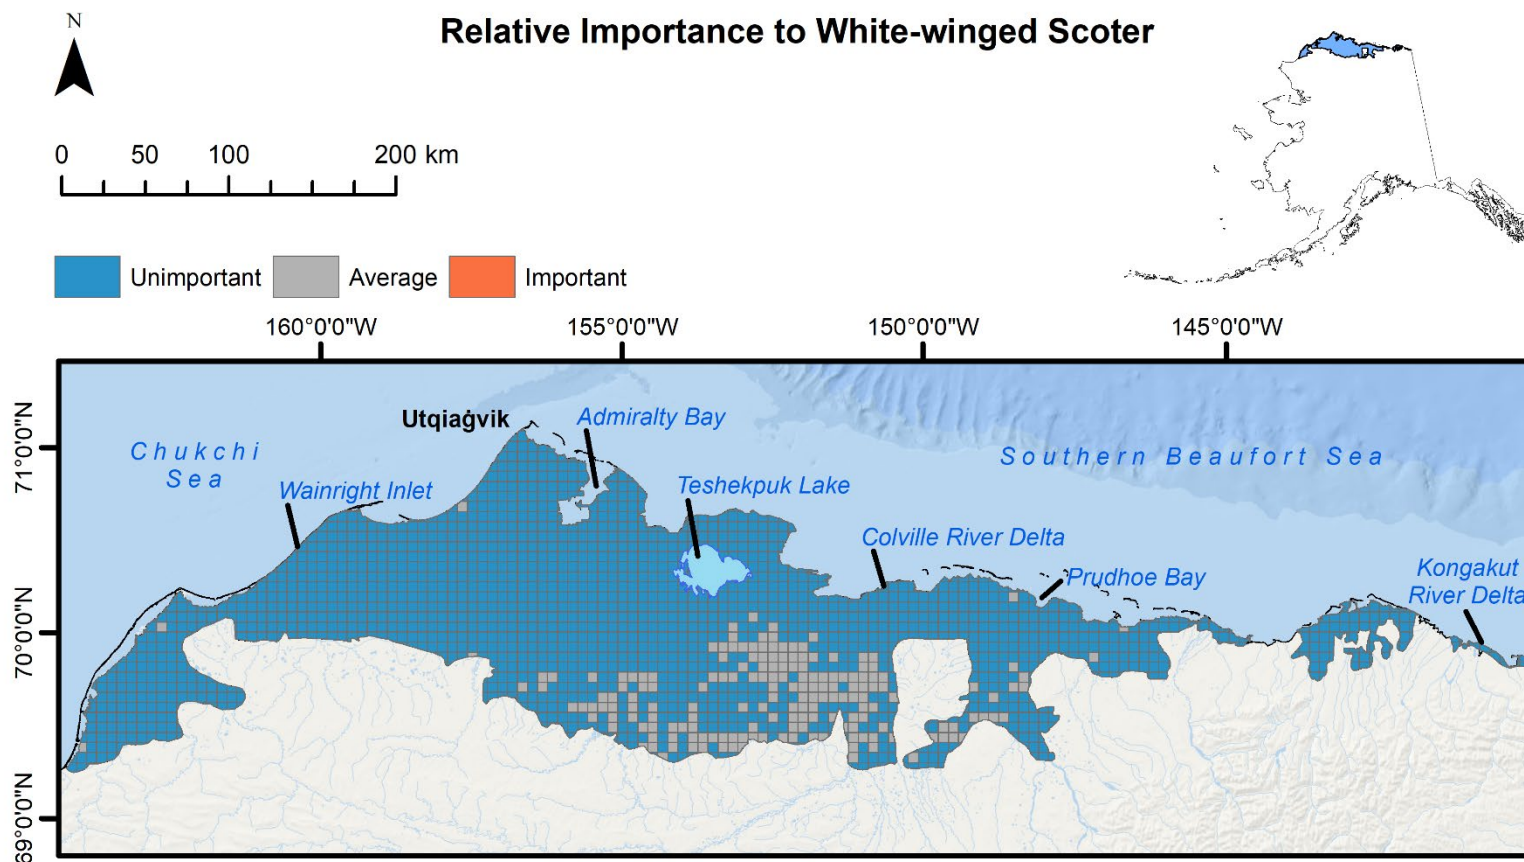 N
Relative Importance to White-winged Scoter
0 50 100 200 km
Unimportant Average Important
160°0'0"W 155°0'0"W 150°0'0"W 145°0'0"W
71°0'0"N
70°0'0"N
69°0'0"N
Utqiaġvik
Admiralty Bay
Chukchi
Sea
Southern Beaufort Sea
Wainright Inlet
Teshekpuk Lake
Colville River Delta
Prudhoe Bay
Kongakut
River Delta